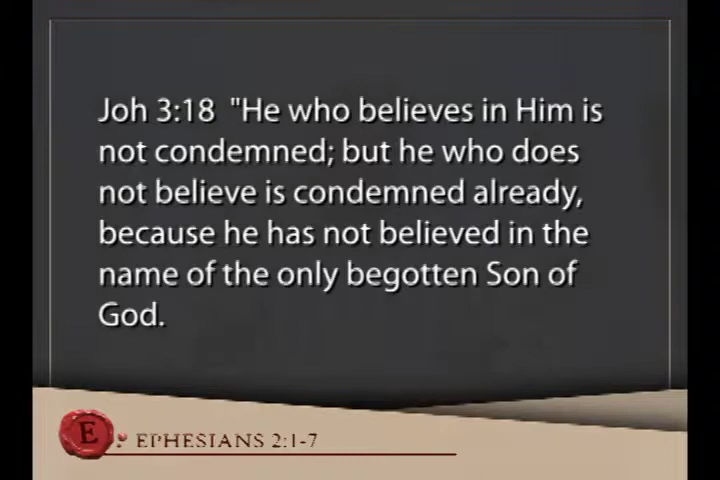 Joh 3:18  "He who believes in Him is
not condemned; but he who does
not believe is condemned already,
because he has not believed in the
name of the only begotten Son of
God.
E
EPHESIANS 2:1-7